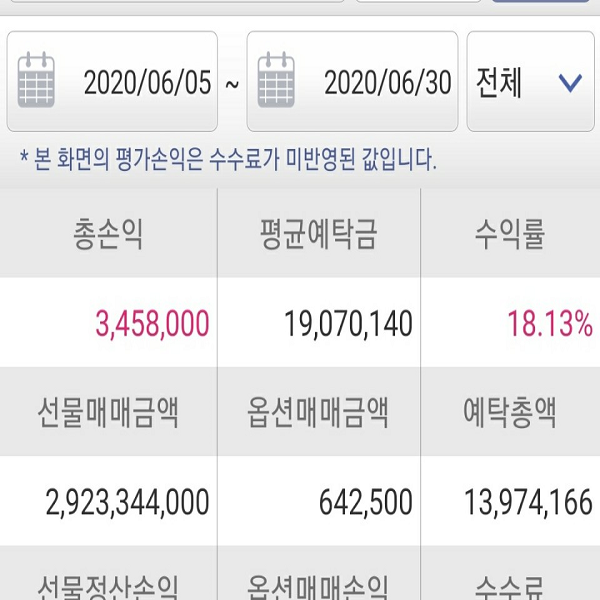 2020/06/05 ~ 2020/06/30 전체
* 본 화면의 평가손익은 수수료가 미반영된 값입니다.
총손익 평균예탁금 수익률
3,458,000 19,070,140 18.13%
선물매매금액 옵션매매금액 예탁총액
2,923,344,000 642,500 13,974,166
선물정산손익 옵션매매손익 수수료